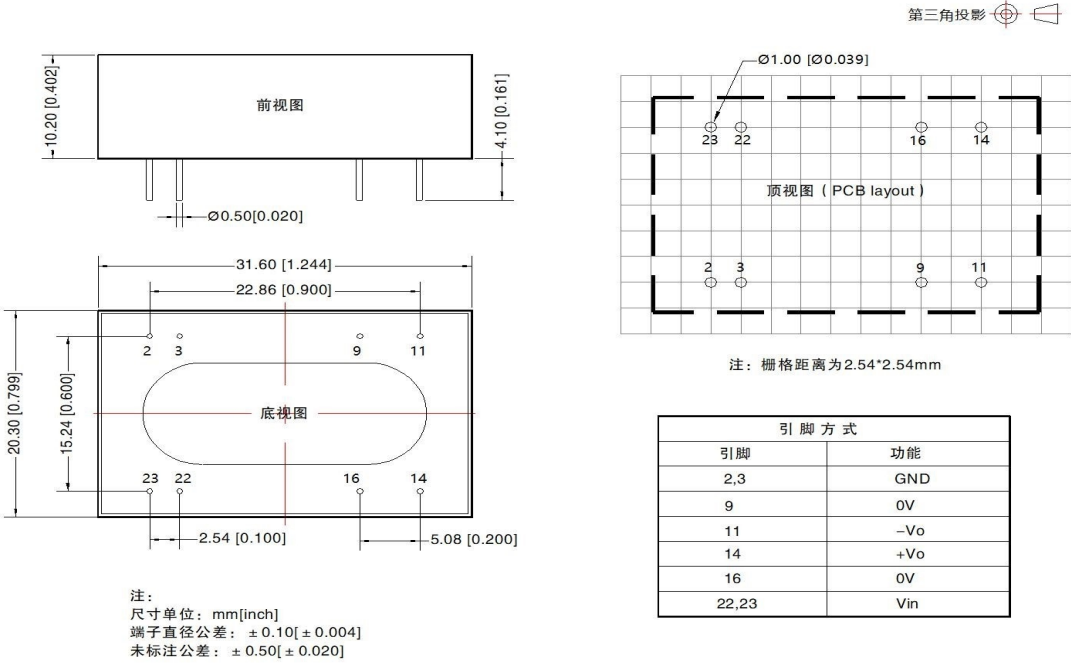 第三角投影
10.20 [0.402]
前视图
4.10 [0.161]
Ø0.50[0.020]
31.60 [1.244]
22.86 [0.900]
20.30 [0.799]
15.24 [0.600]
2 3 9 11
底视图
23 22 16 14
2.54 [0.100]
5.08 [0.200]
注：
尺寸单位：mm[inch]
端子直径公差：±0.10[±0.004]
未标注公差：±0.50[±0.020]
Ø1.00 [Ø0.039]
23 22 16 14
顶视图（PCB layout）
2 3 9 11
注：栅格距离为2.54*2.54mm
引脚方式
引脚 功能
2,3 GND
9 0V
11 −Vo
14 +Vo
16 0V
22,23 Vin